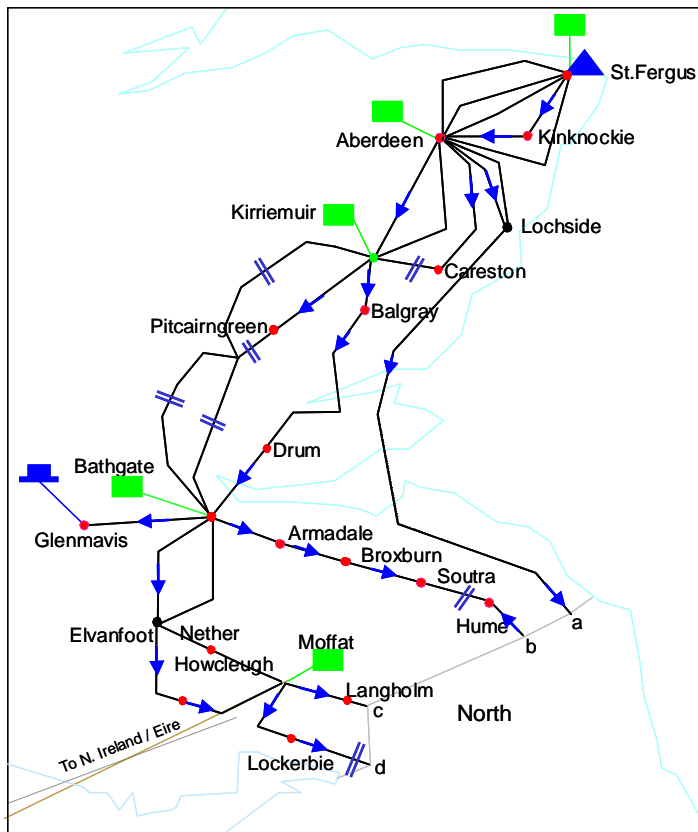 St.Fergus
Aberdeen
Kinknockie
Kirriemuir
Lochside
Careston
Balgray
Pitcairngreen
Drum
Bathgate
Glenmavis
Armadale
Broxburn
Soutra
Hume
a
b
Elvanfoot
Nether
Howcleugh
Moffat
Langholm
c
North
To N. Ireland / Eire
Lockerbie
d